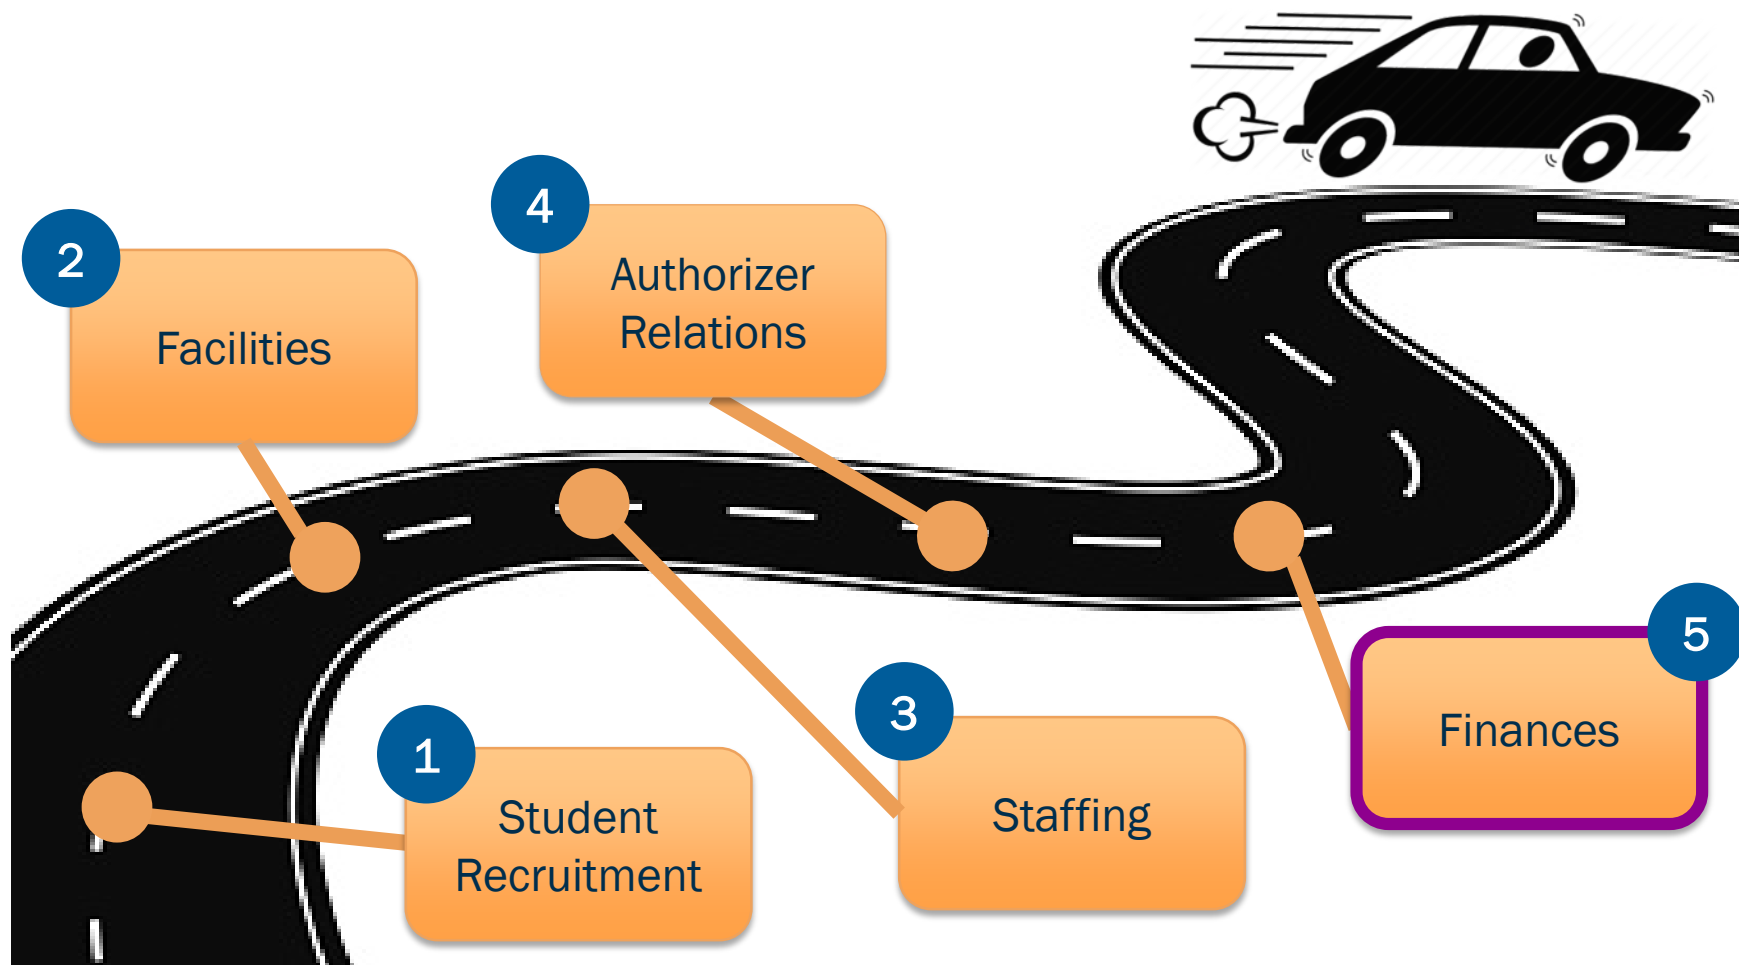 1
Student
Recruitment
2
Facilities
3
Staffing
4
Authorizer
Relations
5
Finances